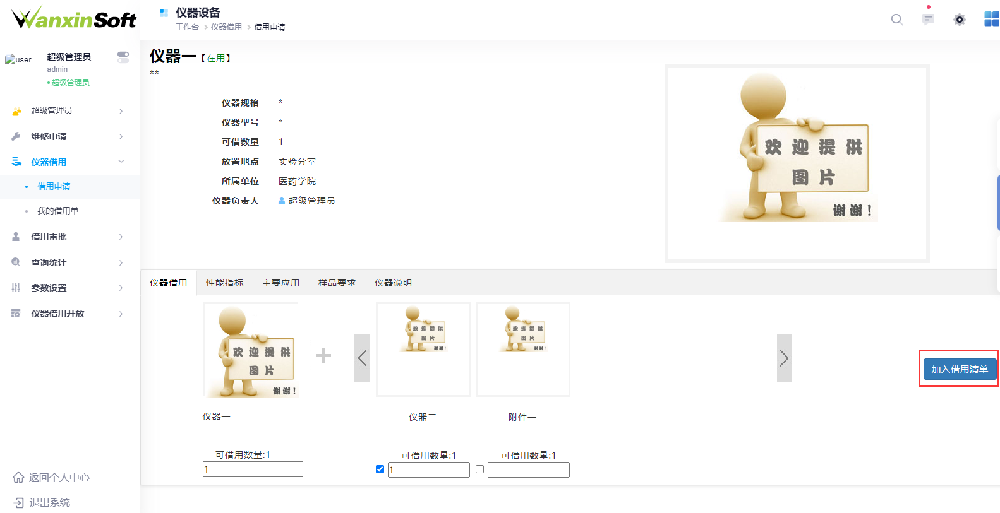 WanxinSoft
仪器设备
工作台 > 仪器借用 > 借用申请
user
超级管理员
admin
超级管理员
超级管理员
维修申请
仪器借用
借用申请
我的借用单
借用审批
查询统计
参数设置
仪器借用开放
返回个人中心
退出系统
仪器一【在用】
**
仪器规格 *
仪器型号 *
可借数量 1
放置地点 实验分室一
所属单位 医药学院
仪器负责人 超级管理员
欢迎提供
图片
谢谢！
仪器借用 性能指标 主要应用 样品要求 仪器说明
欢迎提供
图片
谢谢！
欢迎提供
图片
谢谢！
欢迎提供
图片
谢谢！
加入借用清单
仪器一 仪器二 附件一
可借用数量:1 可借用数量:1 可借用数量:1
1 1